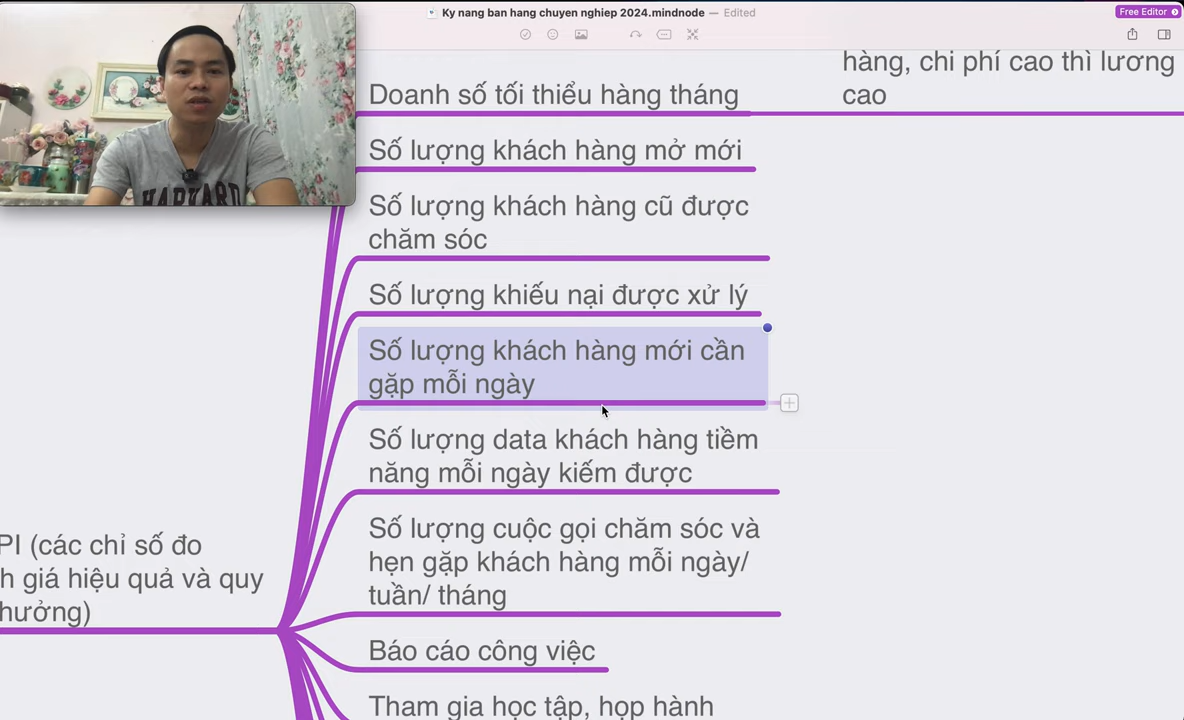 Ky nang ban hang chuyen nghiep 2024.mindnode — Edited
Free Editor
hàng, chi phí cao thì lương
cao
Doanh số tối thiểu hàng tháng
Số lượng khách hàng mở mới
Số lượng khách hàng cũ được
chăm sóc
Số lượng khiếu nại được xử lý
Số lượng khách hàng mới cần
gặp mỗi ngày
Số lượng data khách hàng tiềm
năng mỗi ngày kiếm được
Số lượng cuộc gọi chăm sóc và
hẹn gặp khách hàng mỗi ngày/
tuần/ tháng
PI (các chỉ số đo
h giá hiệu quả và quy
hưởng)
Báo cáo công việc
Tham gia học tập, họp hành
HARVARD